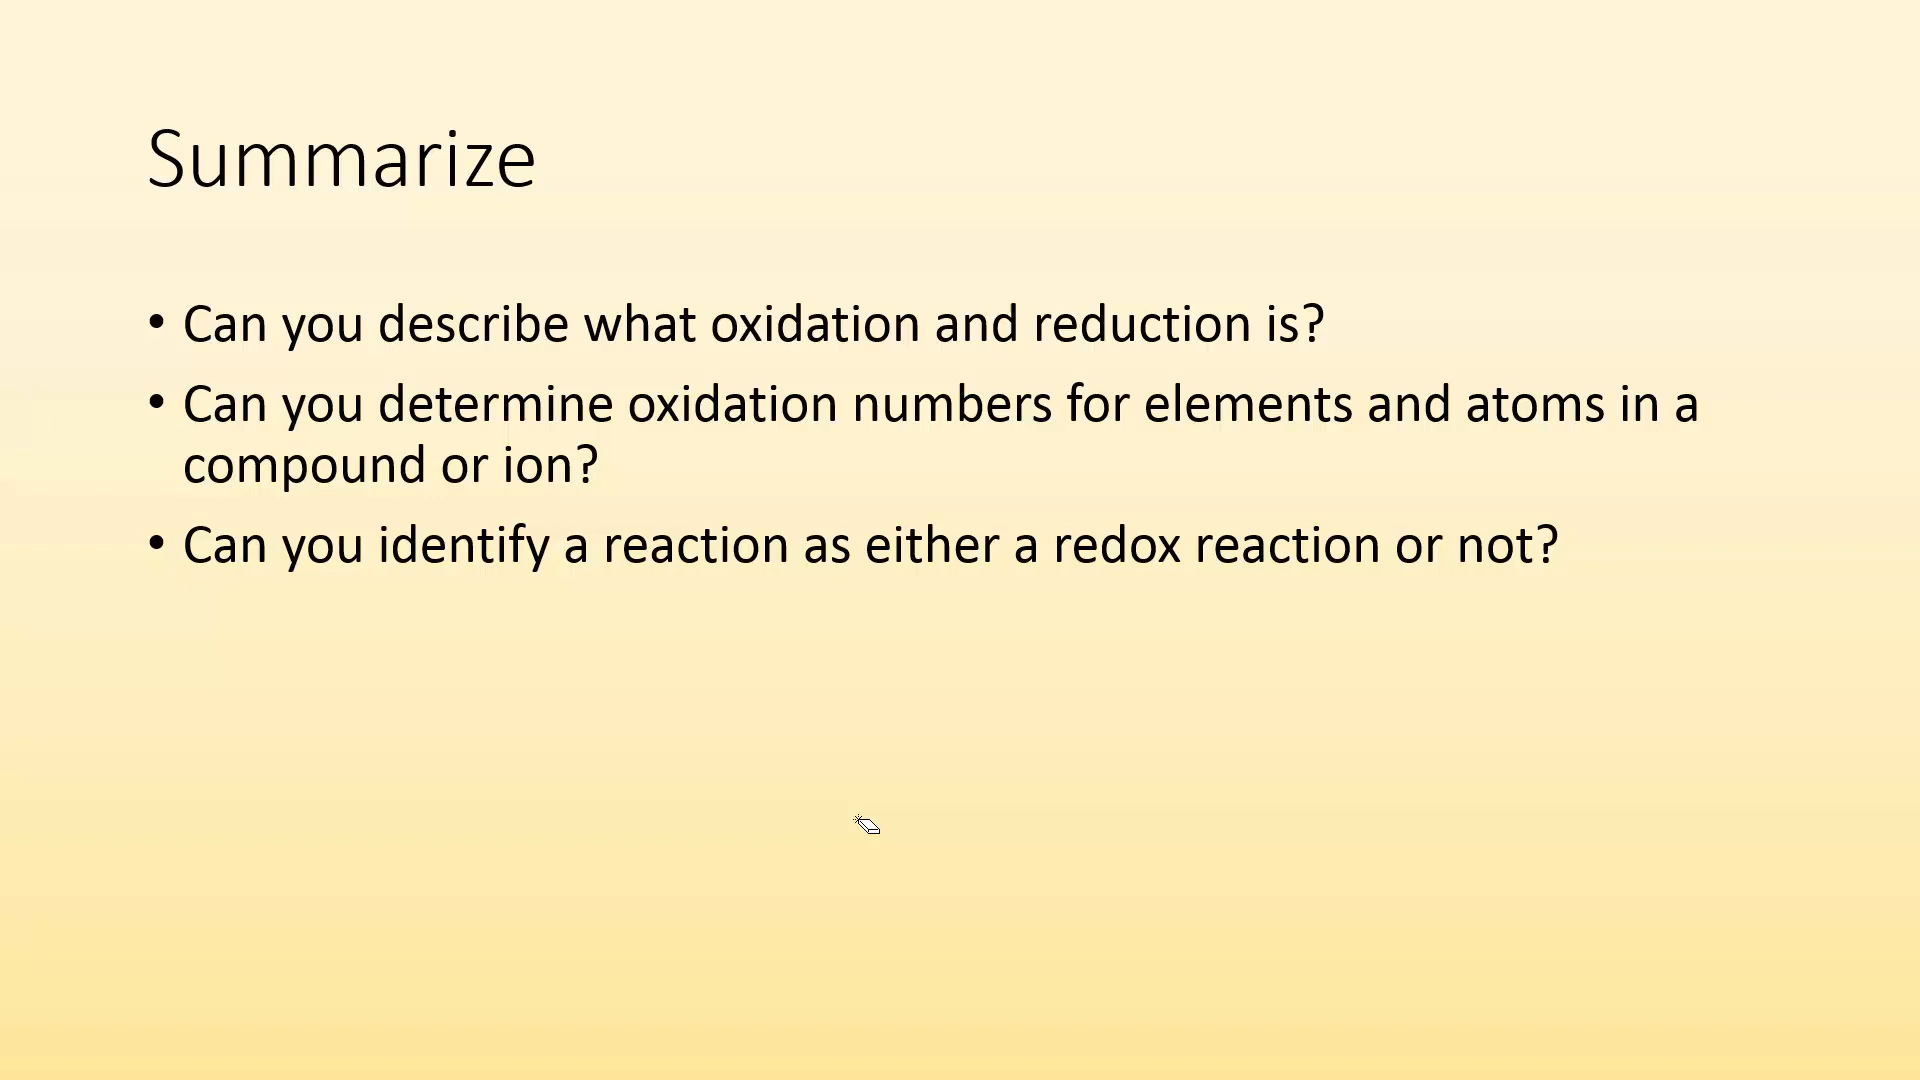 Summarize
• Can you describe what oxidation and reduction is?
• Can you determine oxidation numbers for elements and atoms in a
compound or ion?
• Can you identify a reaction as either a redox reaction or not?